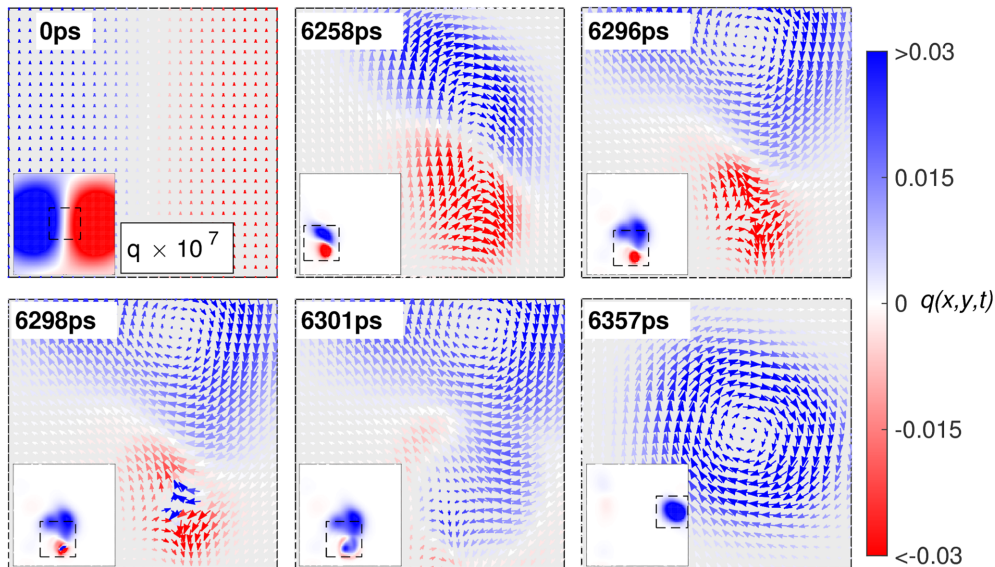 0ps
q × 10 7
6258ps
6296ps
6298ps
6301ps
6357ps
>0.03
0.015
0
q(x,y,t)
-0.015
<-0.03